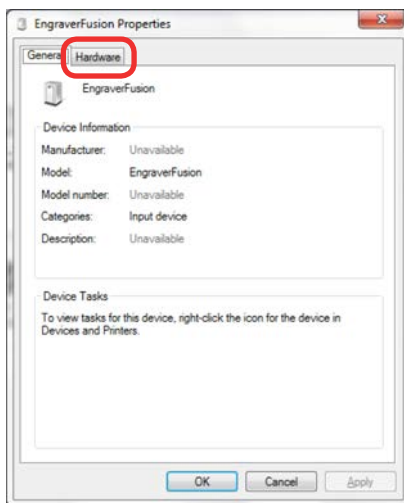 EngraverFusion Properties
General Hardware
EngraverFusion
Device Information
Manufacturer: Unavailable
Model: EngraverFusion
Model number: Unavailable
Categories: Input device
Description: Unavailable
Device Tasks
To view tasks for this device, right-click the icon for the device in
Devices and Printers.
OK Cancel Apply